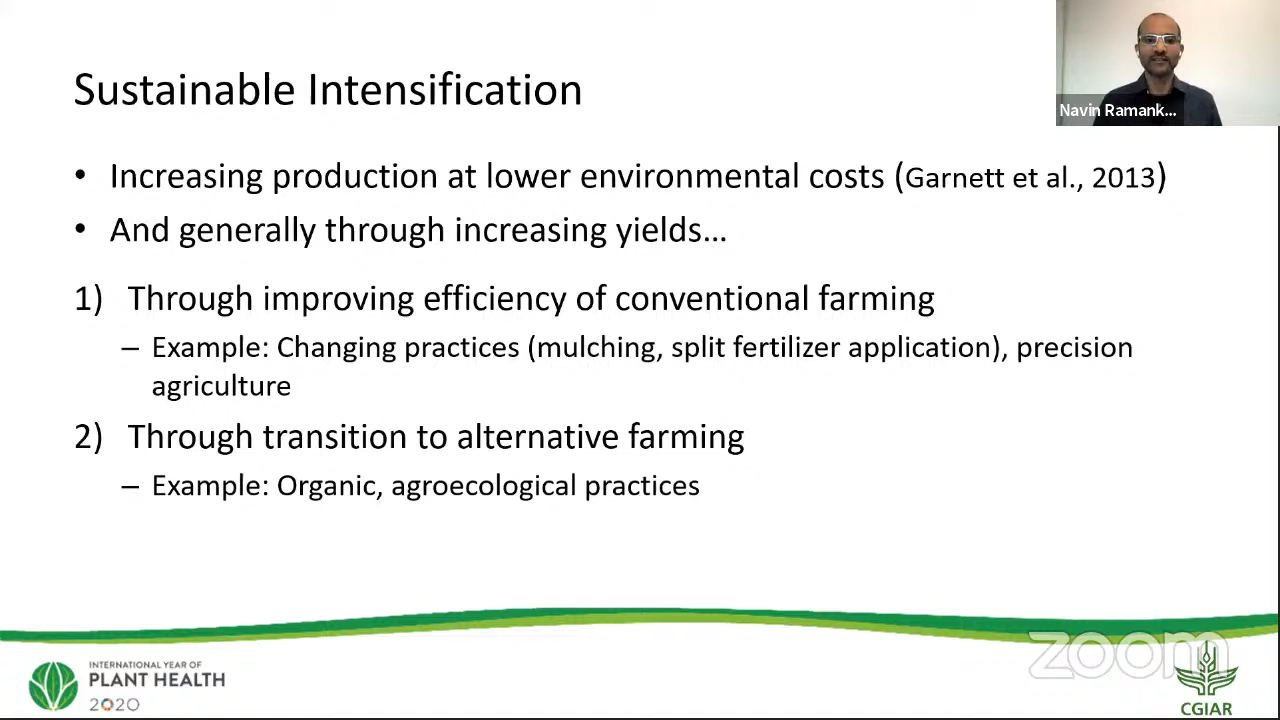 Sustainable Intensification
Navin Ramank...
• Increasing production at lower environmental costs (Garnett et al., 2013)
• And generally through increasing yields…
1) Through improving efficiency of conventional farming
– Example: Changing practices (mulching, split fertilizer application), precision
agriculture
2) Through transition to alternative farming
– Example: Organic, agroecological practices
INTERNATIONAL YEAR OF
PLANT HEALTH
2020
zoom
CGIAR